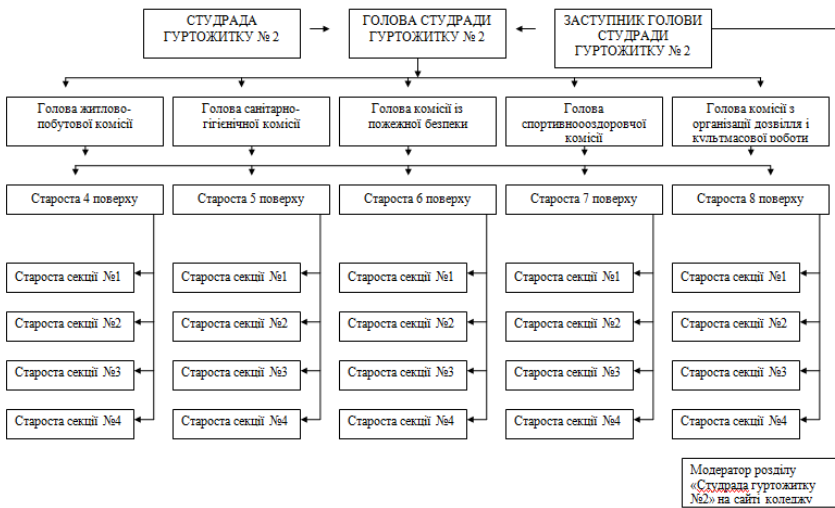 СТУДРАДА
ГУРТОЖИТКУ № 2
ГОЛОВА СТУДРАДИ
ГУРТОЖИТКУ № 2
ЗАСТУПНИК ГОЛОВИ
СТУДРАДИ
ГУРТОЖИТКУ № 2
Голова житлово-
побутової комісії
Голова санітарно-
гігієнічної комісії
Голова комісії із
пожежної безпеки
Голова
спортивнооздоровчої
комісії
Голова комісії з
організації дозвілля і
культмасової роботи
Староста 4 поверху
Староста 5 поверху
Староста 6 поверху
Староста 7 поверху
Староста 8 поверху
Староста секції №1
Староста секції №1
Староста секції №1
Староста секції №1
Староста секції №1
Староста секції №2
Староста секції №2
Староста секції №2
Староста секції №2
Староста секції №2
Староста секції №3
Староста секції №3
Староста секції №3
Староста секції №3
Староста секції №3
Староста секції №4
Староста секції №4
Староста секції №4
Староста секції №4
Староста секції №4
Модератор розділу
«Студрада гуртожитку
№2» на сайті коледжу